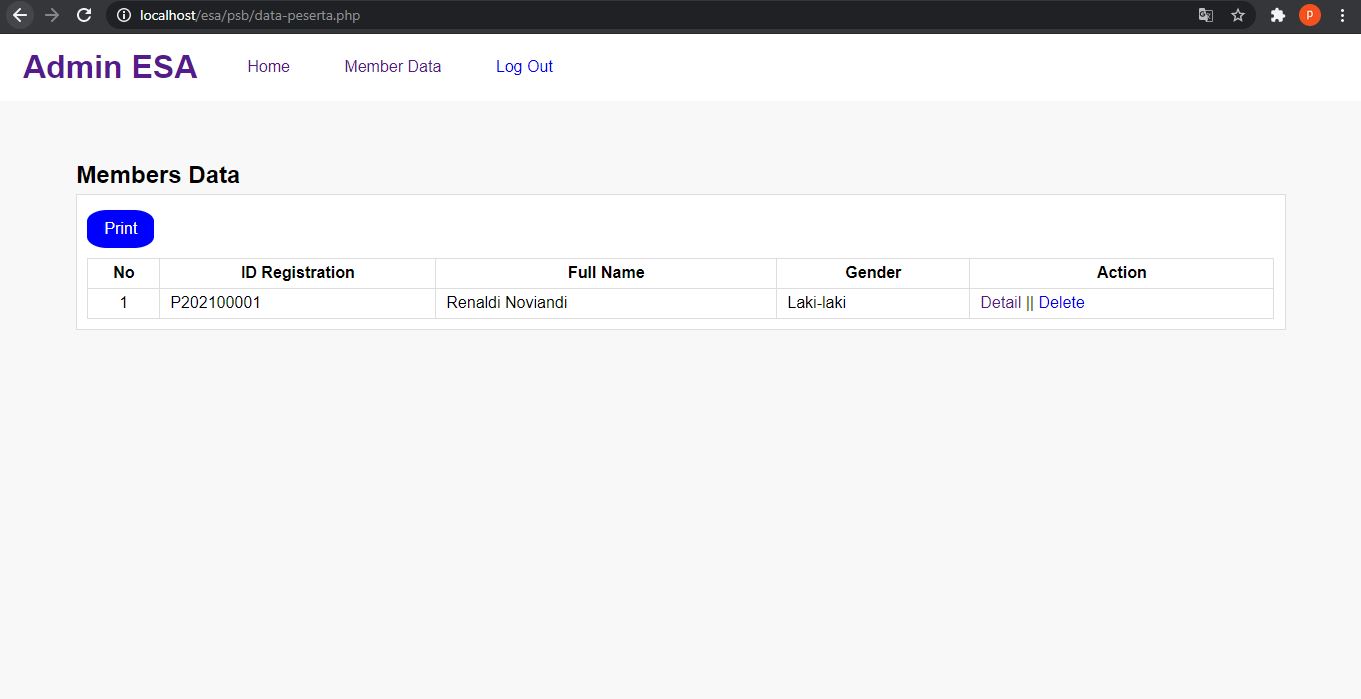 localhost/esa/psb/data-peserta.php P
Admin ESA Home Member Data Log Out
Members Data
Print
No ID Registration Full Name Gender Action
1 P202100001 Renaldi Noviandi Laki-laki Detail || Delete